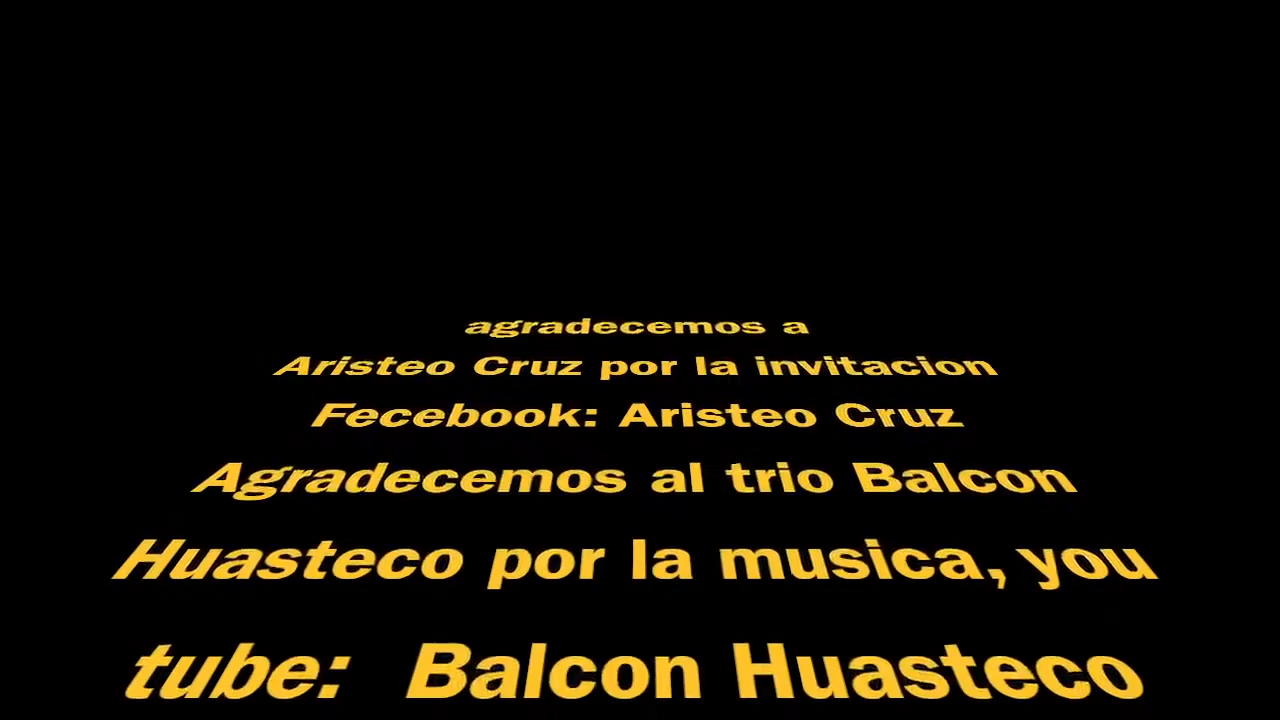 agradecemos a
Aristeo Cruz por la invitacion
Fecebook: Aristeo Cruz
Agradecemos al trio Balcon
Huasteco por la musica, you
tube:  Balcon Huasteco